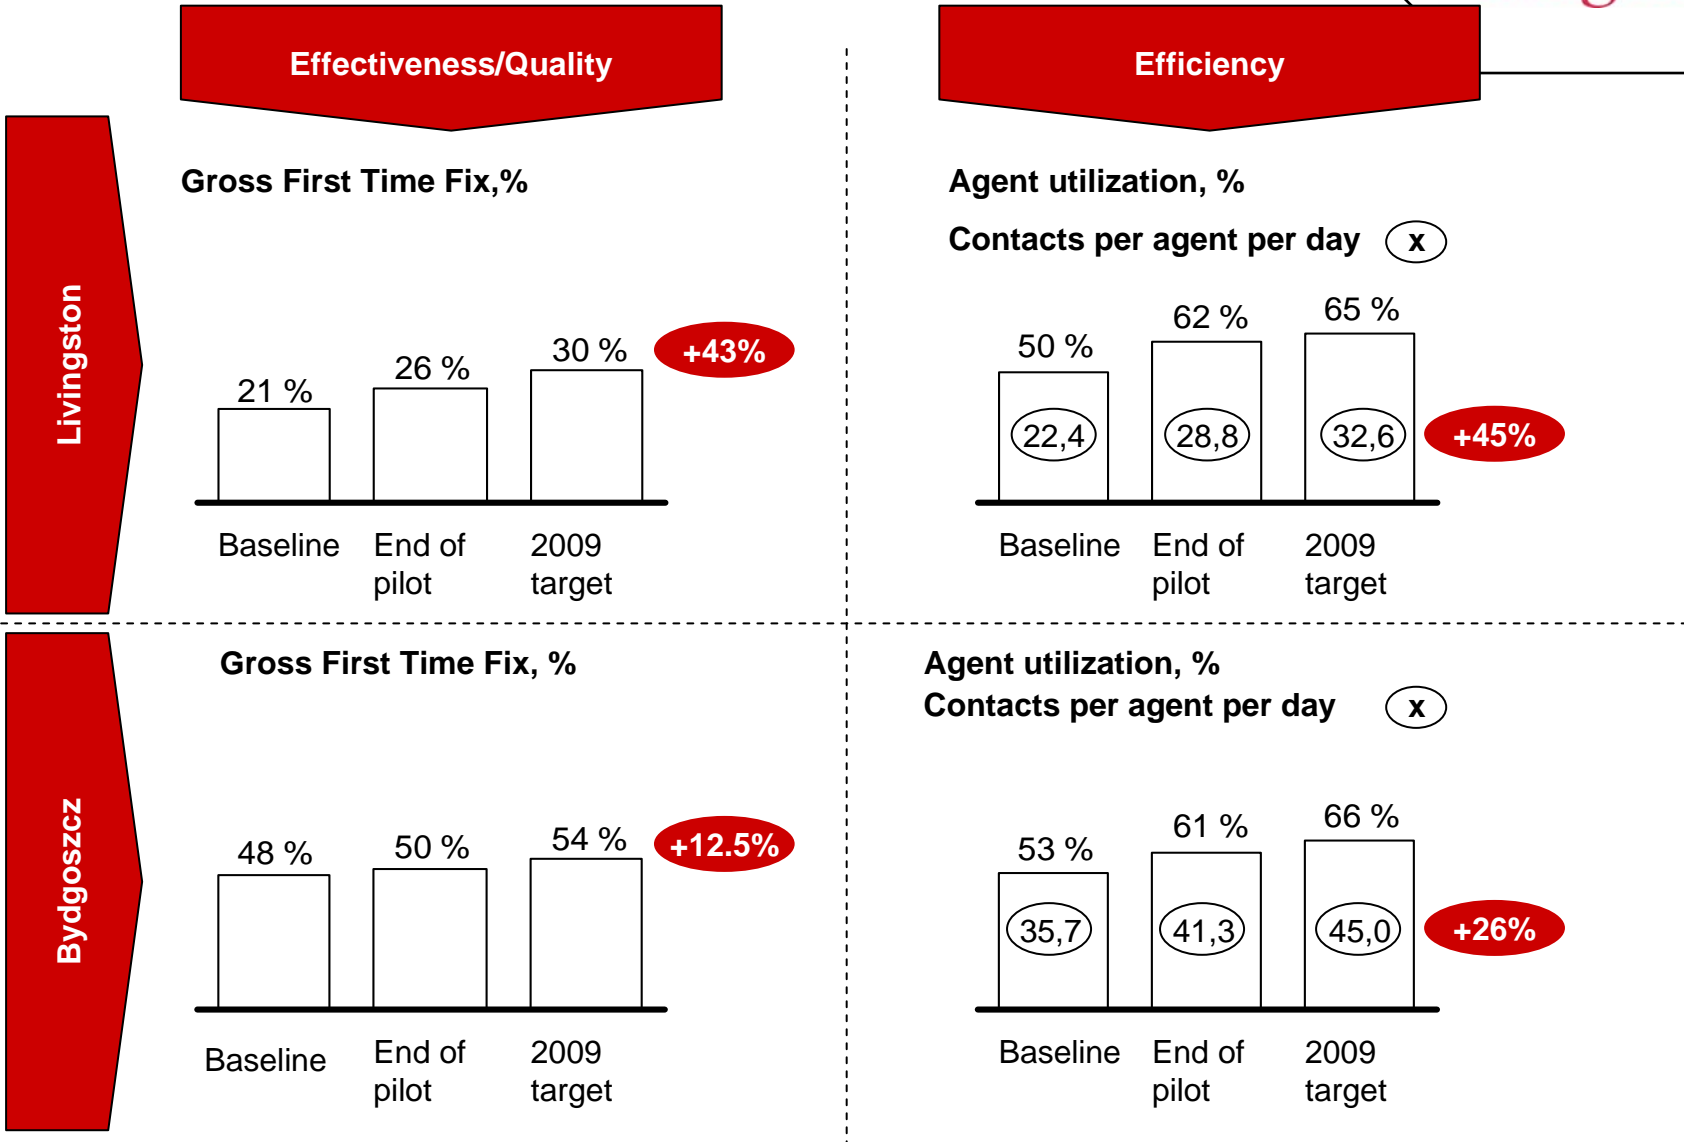 Effectiveness/Quality
Efficiency
Livingston
Gross First Time Fix,%
21 %
26 %
30 %
+43%
Baseline
End of
pilot
2009
target
Agent utilization, %
Contacts per agent per day x
50 %
62 %
65 %
22,4
28,8
32,6
+45%
Baseline
End of
pilot
2009
target
Bydgoszcz
Gross First Time Fix, %
48 %
50 %
54 %
+12.5%
Baseline
End of
pilot
2009
target
Agent utilization, %
Contacts per agent per day x
53 %
61 %
66 %
35,7
41,3
45,0
+26%
Baseline
End of
pilot
2009
target